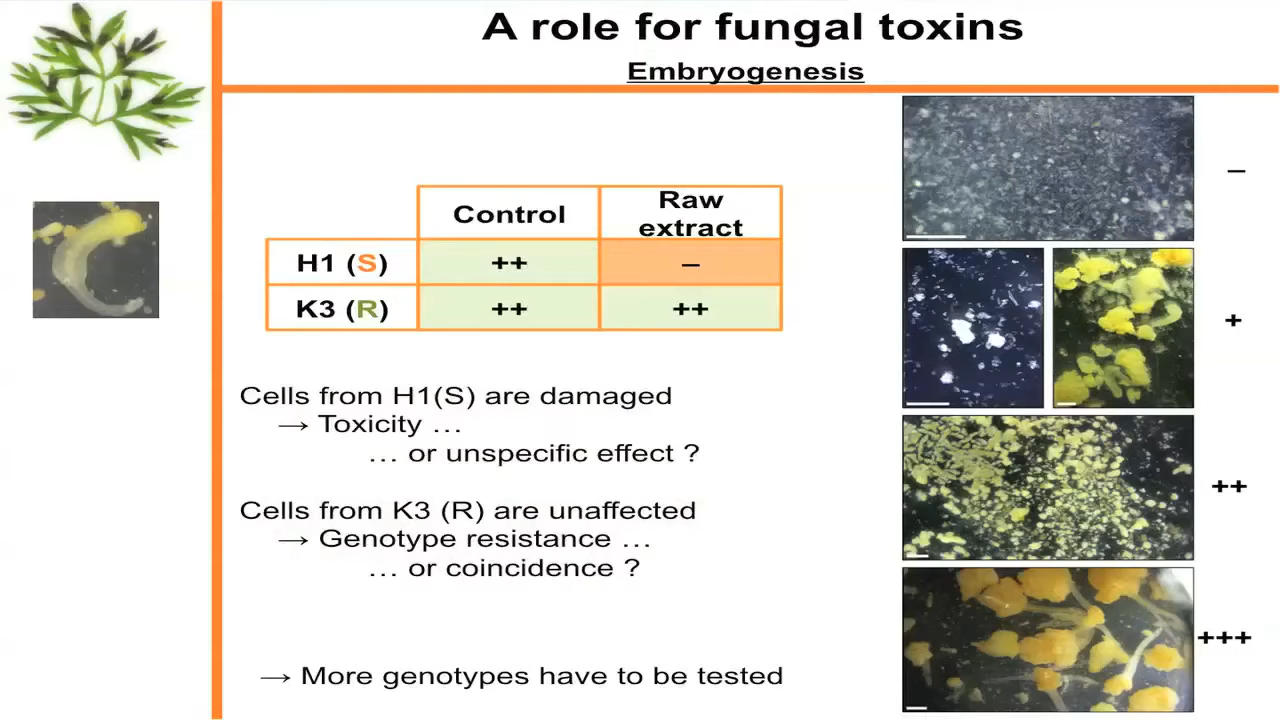 A role for fungal toxins
Embryogenesis
Control
Raw
extract
H1 (S)
++
–
K3 (R)
++
++
Cells from H1(S) are damaged
→ Toxicity …
… or unspecific effect ?
Cells from K3 (R) are unaffected
→ Genotype resistance …
… or coincidence ?
→ More genotypes have to be tested
–
+
++
+++